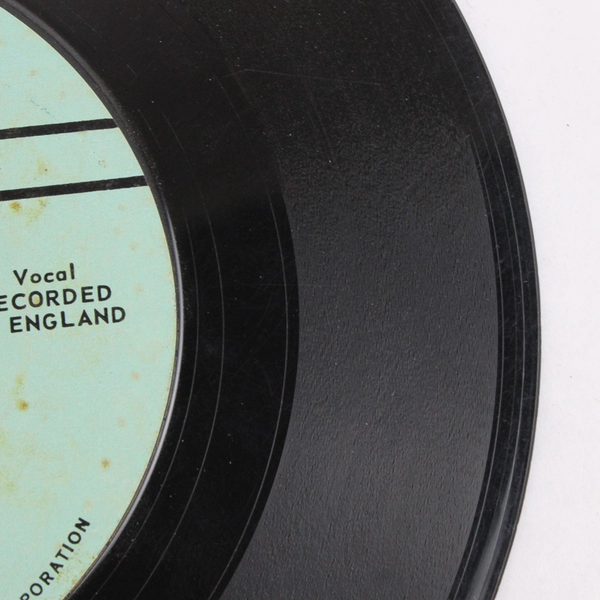 Vocal
ECORDED
ENGLAND
PORATION